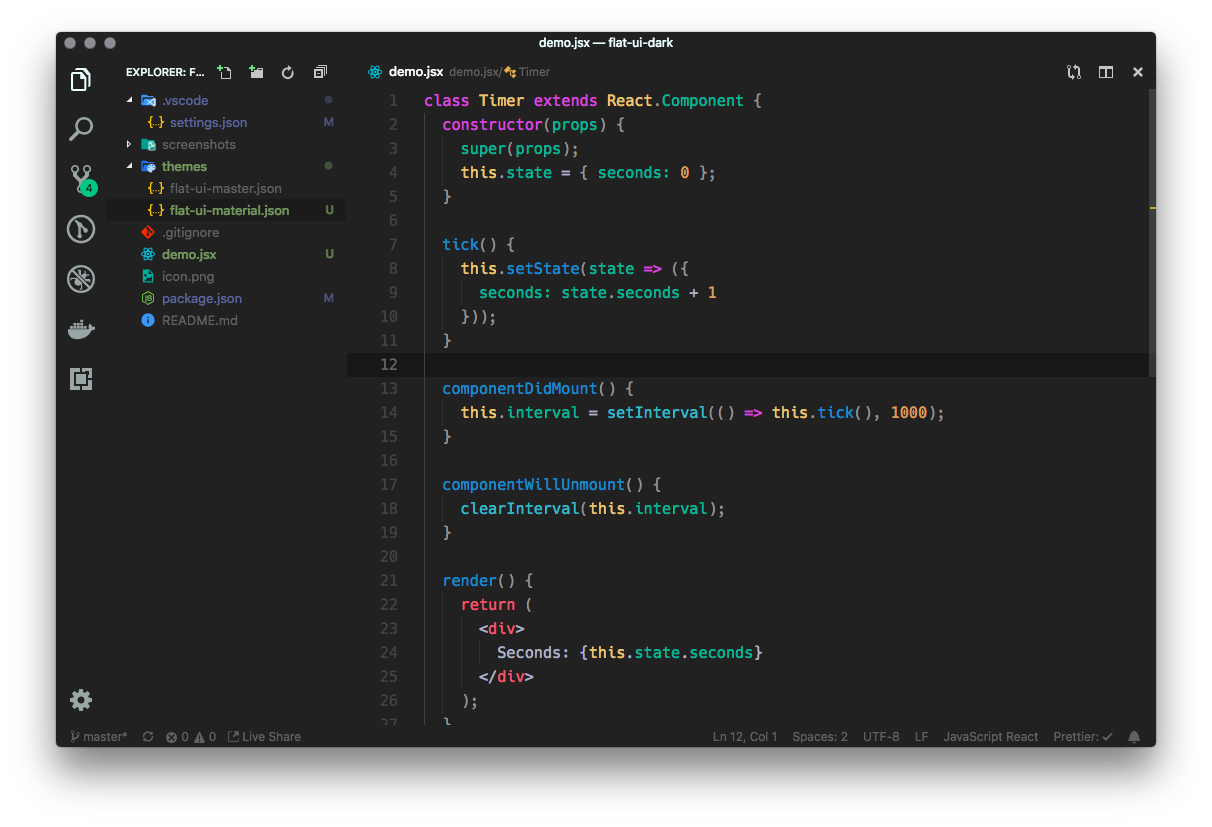 demo.jsx — flat-ui-dark
EXPLORER: F...
.vscode
settings.json M
screenshots
themes
{..} flat-ui-master.json
{..} flat-ui-material.json U
.gitignore
demo.jsx U
icon.png
package.json M
README.md
4
demo.jsx demo.jsx/Timer
1 class Timer extends React.Component {
2 constructor(props) {
3 super(props);
4 this.state = { seconds: 0 };
5 }
6
7 tick() {
8 this.setState(state => ({
9 seconds: state.seconds + 1
10 }));
11 }
12
13 componentDidMount() {
14 this.interval = setInterval(() => this.tick(), 1000);
15 }
16
17 componentWillUnmount() {
18 clearInterval(this.interval);
19 }
20
21 render() {
22 return (
23 <div>
24 Seconds: {this.state.seconds}
25 </div>
26 );
27 }
master* 0 0 Live Share
Ln 12, Col 1 Spaces: 2 UTF-8 LF JavaScript React Prettier: ✓